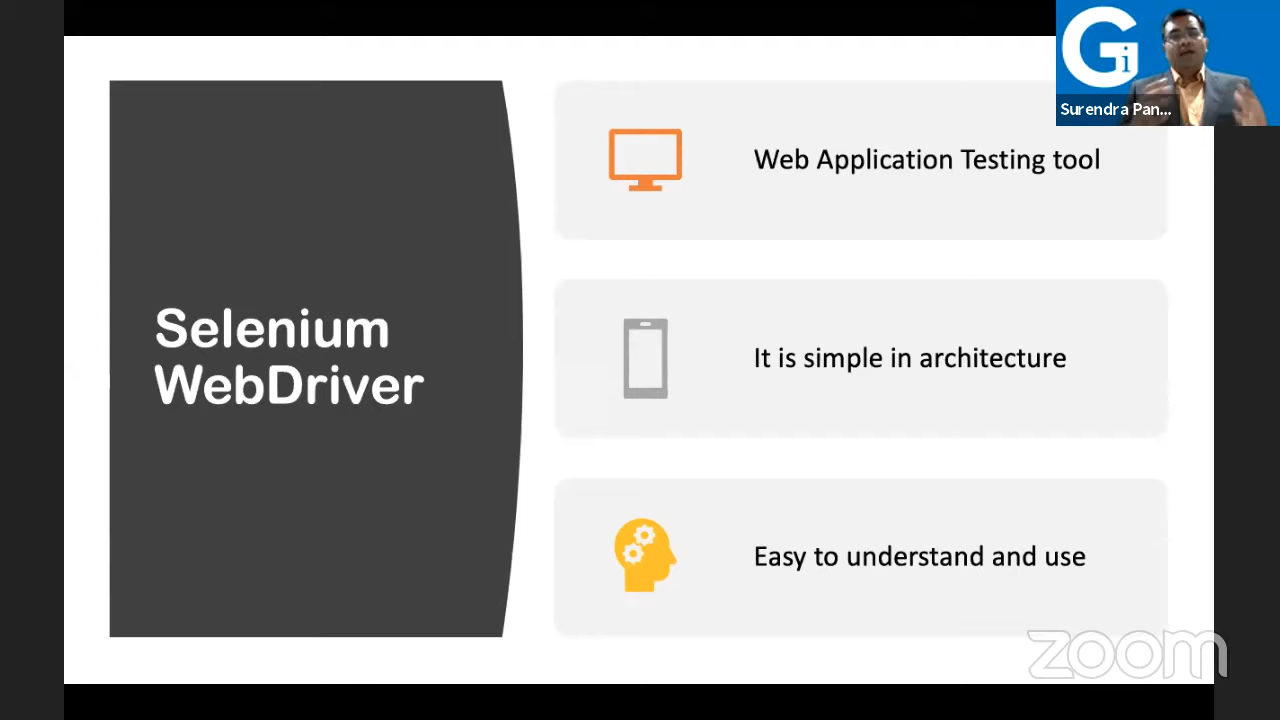 Gi
Surendra Pan...
Selenium
WebDriver
Web Application Testing tool
It is simple in architecture
Easy to understand and use
zoom